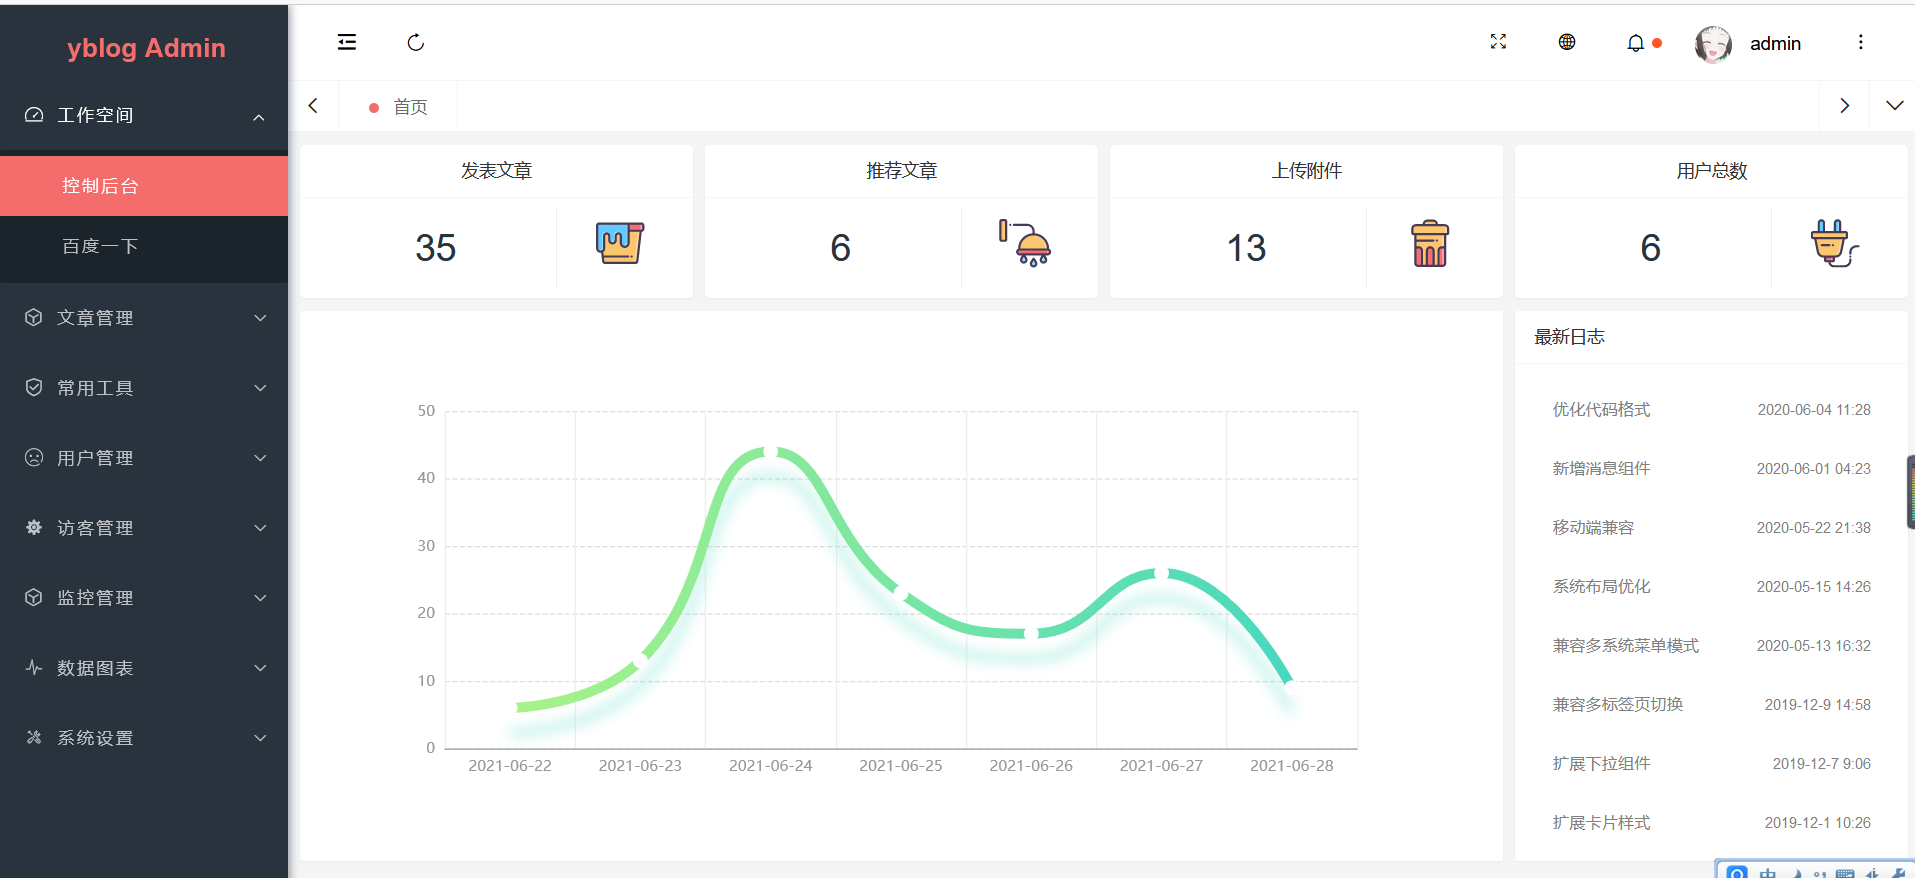 yblog Admin
admin
工作空间
控制后台
百度一下
文章管理
常用工具
用户管理
访客管理
监控管理
数据图表
系统设置
首页
发表文章
35
推荐文章
6
上传附件
13
用户总数
6
50
40
30
20
10
0
2021-06-22
2021-06-23
2021-06-24
2021-06-25
2021-06-26
2021-06-27
2021-06-28
最新日志
优化代码格式 2020-06-04 11:28
新增消息组件 2020-06-01 04:23
移动端兼容 2020-05-22 21:38
系统布局优化 2020-05-15 14:26
兼容多系统菜单模式 2020-05-13 16:32
兼容多标签页切换 2019-12-9 14:58
扩展下拉组件 2019-12-7 9:06
扩展卡片样式 2019-12-1 10:26
中